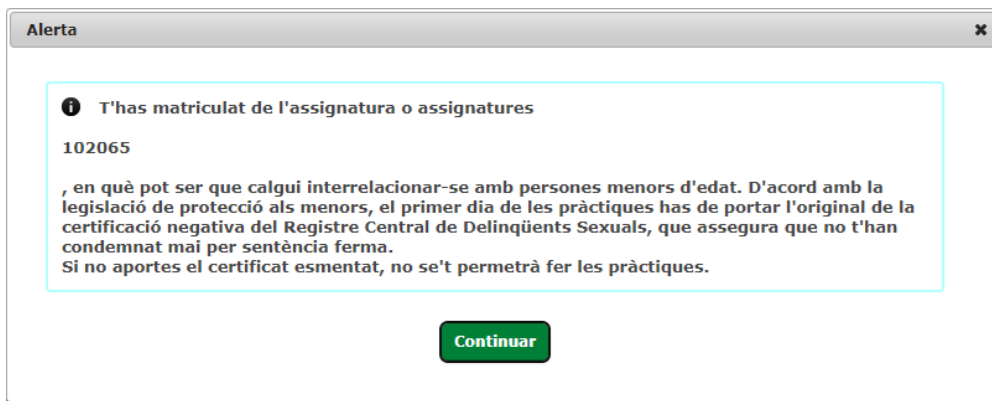 Alerta
T'has matriculat de l'assignatura o assignatures
102065
, en què pot ser que calgui interrelacionar-se amb persones menors d'edat. D'acord amb la
legislació de protecció als menors, el primer dia de les pràctiques has de portar l'original de la
certificació negativa del Registre Central de Delinqüents Sexuals, que assegura que no t'han
condemnat mai per sentència ferma.
Si no aportes el certificat esmentat, no se't permetrà fer les pràctiques.
Continuar